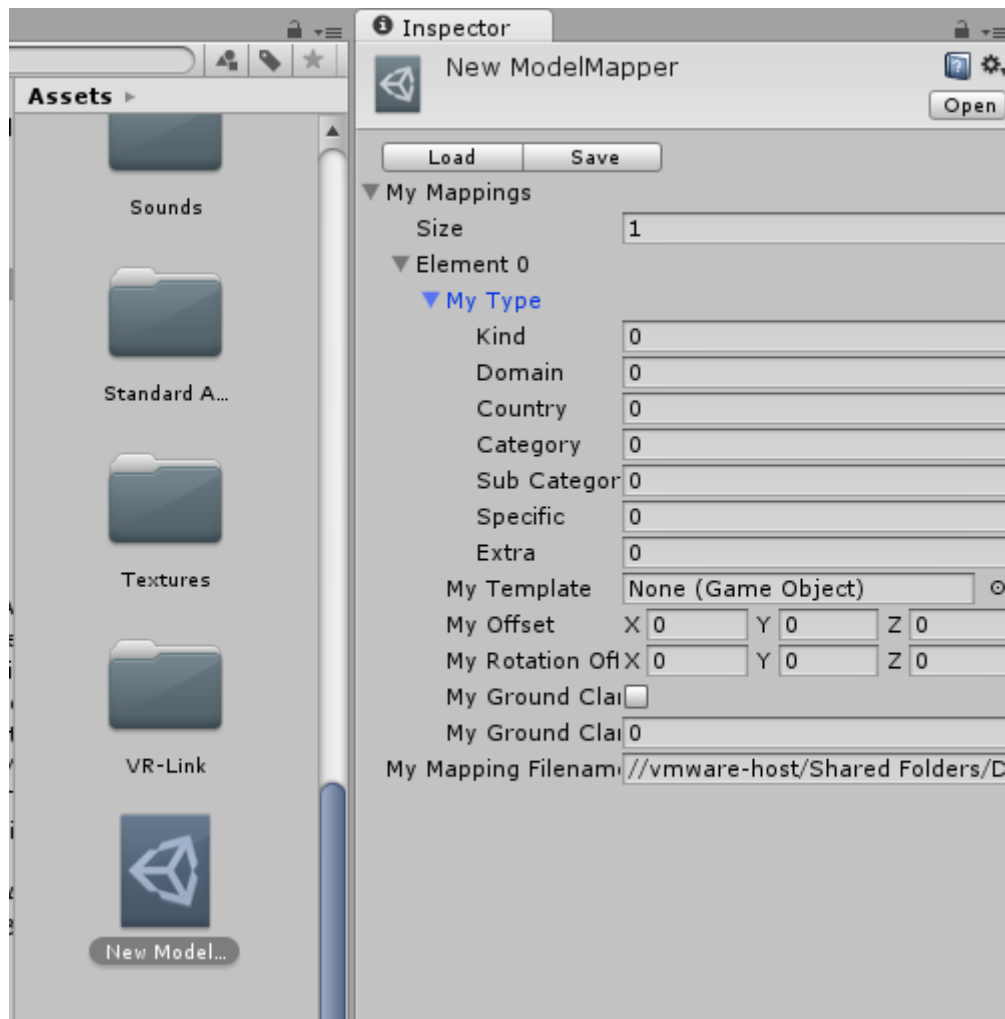 Assets
Sounds
Standard A...
Textures
VR-Link
New Model...
Inspector
New ModelMapper
Open
Load Save
My Mappings
Size 1
Element 0
My Type
Kind 0
Domain 0
Country 0
Category 0
Sub Categor 0
Specific 0
Extra 0
My Template None (Game Object)
My Offset X 0 Y 0 Z 0
My Rotation Off X 0 Y 0 Z 0
My Ground Cla
My Ground Cla 0
My Mapping Filenam //vmware-host/Shared Folders/D